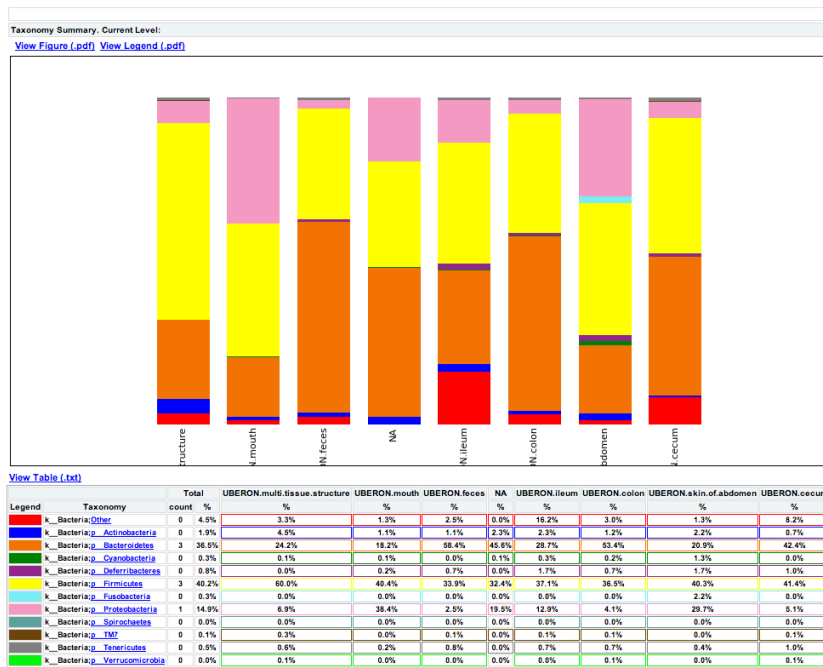 Taxonomy Summary. Current Level:
View Figure (.pdf) View Legend (.pdf)
tructure
N.mouth
ON.feces
NA
ON.ileum
ON.colon
bdomen
N.cecum
View Table (.txt)
Total UBERON.multi.tissue.structure UBERON.mouth UBERON.feces NA UBERON.ileum UBERON.colon UBERON.skin.of.abdomen UBERON.cecum
Legend Taxonomy count % % % % % % % % %
k__Bacteria;Other 0 4.5% 3.3% 1.3% 2.5% 0.0% 16.2% 3.0% 1.3% 8.2%
k__Bacteria;p__Actinobacteria 0 1.9% 4.5% 1.1% 1.1% 2.3% 2.3% 1.2% 2.2% 0.7%
k__Bacteria;p__Bacteroidetes 3 36.5% 24.2% 18.2% 58.4% 45.6% 28.7% 53.4% 20.9% 42.4%
k__Bacteria;p__Cyanobacteria 0 0.3% 0.1% 0.1% 0.0% 0.1% 0.3% 0.2% 1.3% 0.0%
k__Bacteria;p__Deferribacteres 0 0.8% 0.0% 0.2% 0.7% 0.0% 1.7% 0.7% 1.7% 1.0%
k__Bacteria;p__Firmicutes 3 40.2% 60.0% 40.4% 33.9% 32.4% 37.1% 36.5% 40.3% 41.4%
k__Bacteria;p__Fusobacteria 0 0.3% 0.0% 0.0% 0.0% 0.0% 0.0% 0.0% 2.2% 0.0%
k__Bacteria;p__Proteobacteria 1 14.9% 6.9% 38.4% 2.5% 19.5% 12.9% 4.1% 29.7% 5.1%
k__Bacteria;p__Spirochaetes 0 0.0% 0.0% 0.0% 0.0% 0.0% 0.0% 0.0% 0.0% 0.0%
k__Bacteria;p__TM7 0 0.1% 0.3% 0.0% 0.1% 0.0% 0.1% 0.1% 0.0% 0.1%
k__Bacteria;p__Tenericutes 0 0.5% 0.6% 0.2% 0.8% 0.0% 0.7% 0.7% 0.4% 1.0%
k__Bacteria;p__Verrucomicrobia 0 0.0% 0.1% 0.0% 0.0% 0.0% 0.0% 0.1% 0.0% 0.1%